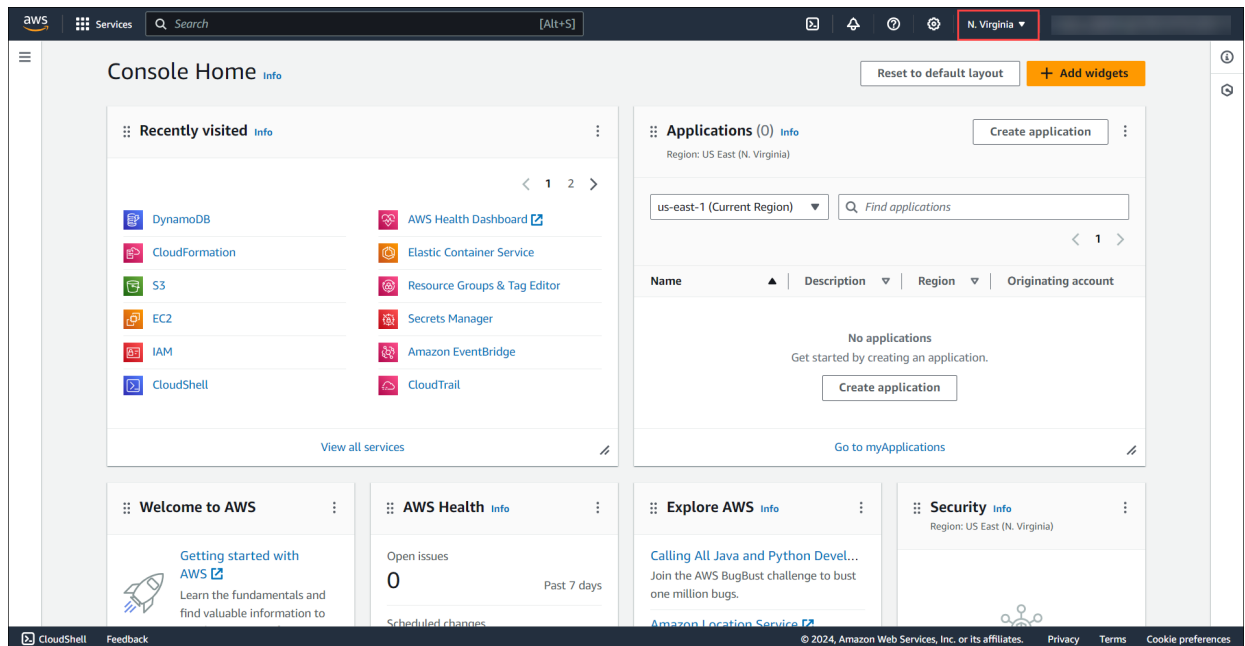 aws Services Search [Alt+S] N. Virginia
Console Home Info Reset to default layout + Add widgets
Recently visited Info
1 2
DynamoDB AWS Health Dashboard
CloudFormation Elastic Container Service
S3 Resource Groups & Tag Editor
EC2 Secrets Manager
IAM Amazon EventBridge
CloudShell CloudTrail
View all services
Applications (0) Info Create application
Region: US East (N. Virginia)
us-east-1 (Current Region) Find applications
1
Name Description Region Originating account
No applications
Get started by creating an application.
Create application
Go to myApplications
Welcome to AWS
Getting started with
AWS
Learn the fundamentals and
find valuable information to
AWS Health Info
Open issues
0 Past 7 days
Scheduled changes
Explore AWS Info
Calling All Java and Python Devel...
Join the AWS BugBust challenge to bust
one million bugs.
Amazon Location Service
Security Info
Region: US East (N. Virginia)
CloudShell Feedback © 2024, Amazon Web Services, Inc. or its affiliates. Privacy Terms Cookie preferences